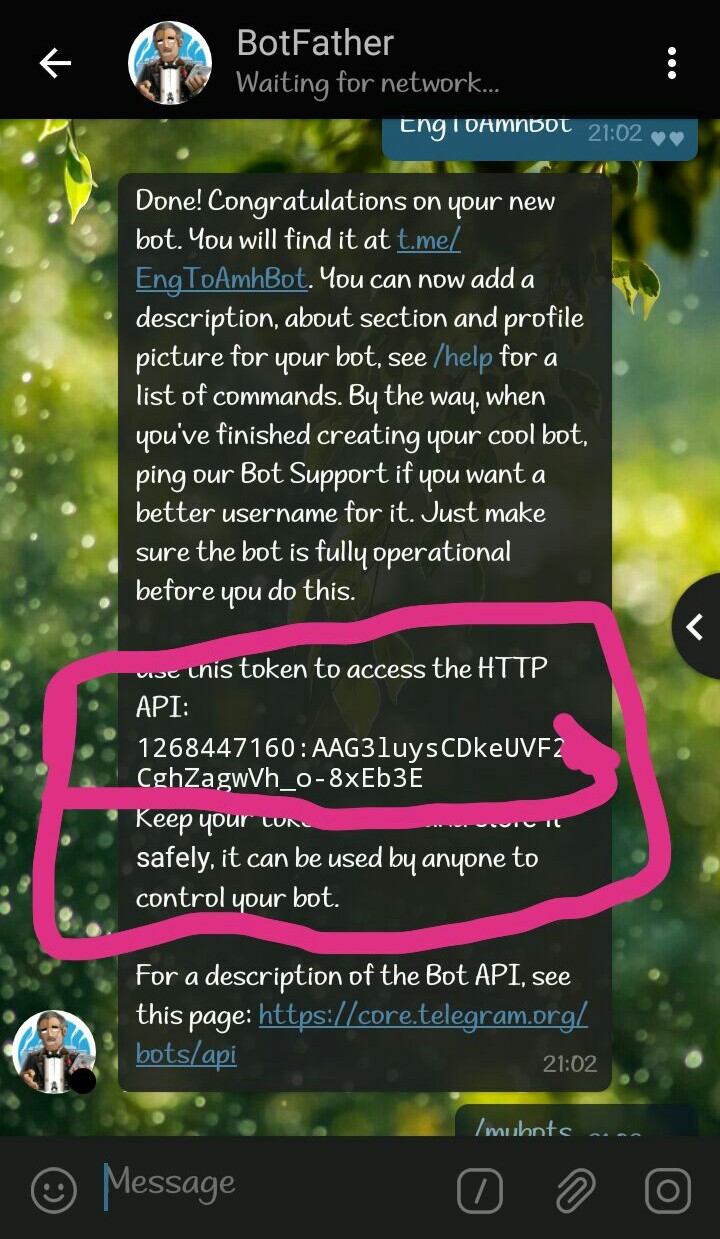 BotFather
Waiting for network...
EngToAmhBot 21:02
Done! Congratulations on your new
bot. You will find it at t.me/
EngToAmhBot. You can now add a
description, about section and profile
picture for your bot, see /help for a
list of commands. By the way, when
you've finished creating your cool bot,
ping our Bot Support if you want a
better username for it. Just make
sure the bot is fully operational
before you do this.
Use this token to access the HTTP
API:
1268447160:AAG3luysCDkeUVF2
CghZagwVh_o-8xEb3E
Keep your store it
safely, it can be used by anyone to
control your bot.
For a description of the Bot API, see
this page: https://core.telegram.org/
bots/api
21:02
/mybots
Message